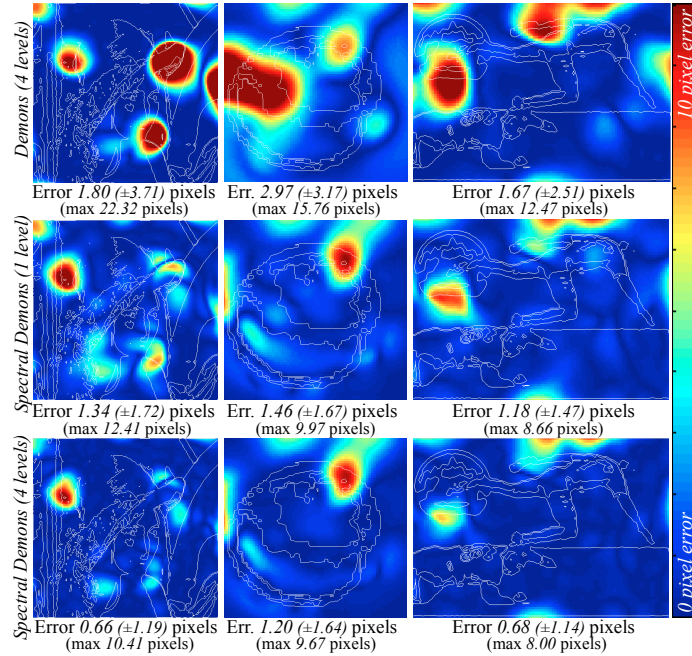 Demons (4 levels)
10 pixel error
Error 1.80 (±3.71) pixels
(max 22.32 pixels)
Err. 2.97 (±3.17) pixels
(max 15.76 pixels)
Error 1.67 (±2.51) pixels
(max 12.47 pixels)
Spectral Demons (1 level)
Error 1.34 (±1.72) pixels
(max 12.41 pixels)
Err. 1.46 (±1.67) pixels
(max 9.97 pixels)
Error 1.18 (±1.47) pixels
(max 8.66 pixels)
Spectral Demons (4 levels)
0 pixel error
Error 0.66 (±1.19) pixels
(max 10.41 pixels)
Err. 1.20 (±1.64) pixels
(max 9.67 pixels)
Error 0.68 (±1.14) pixels
(max 8.00 pixels)